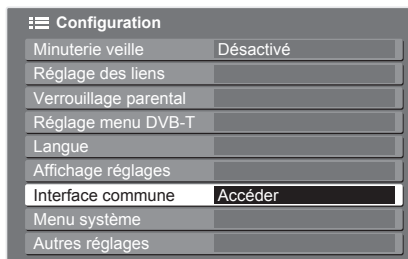 Configuration
Minuterie veille Désactivé
Réglage des liens
Verrouillage parental
Réglage menu DVB-T
Langue
Affichage réglages
Interface commune Accéder
Menu système
Autres réglages